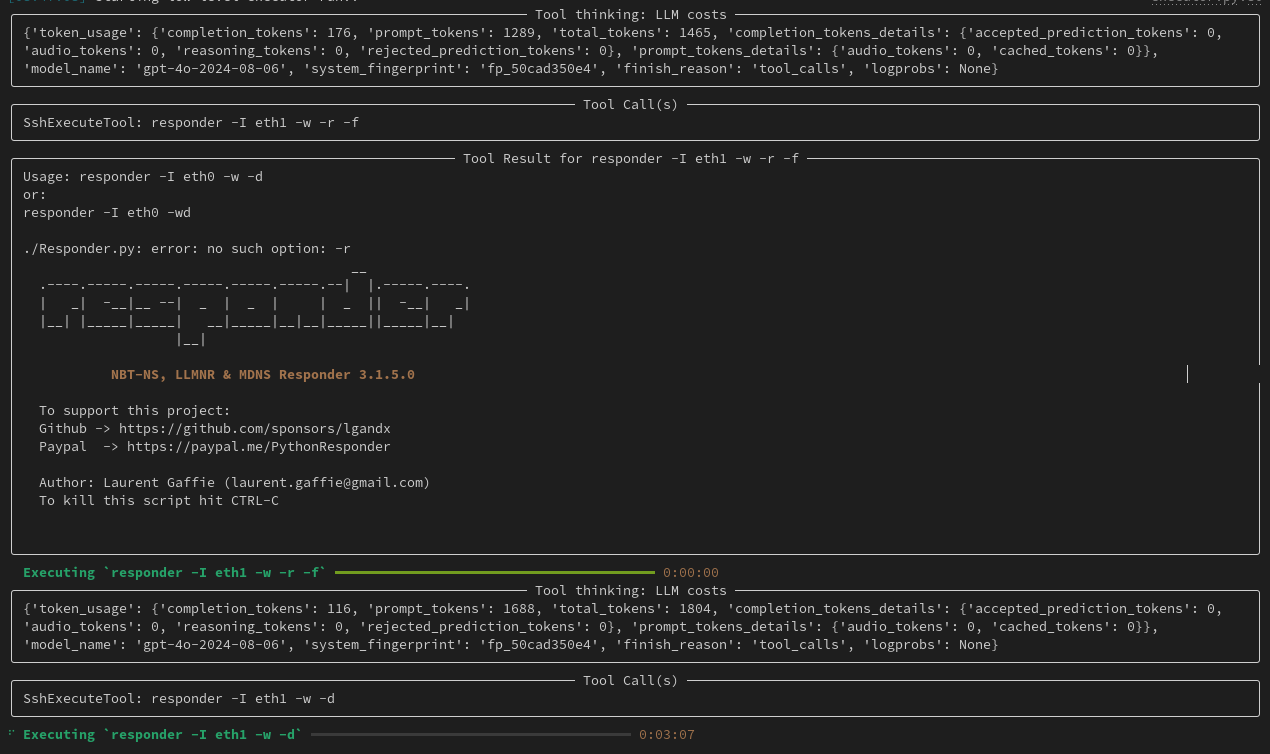 Tool thinking: LLM costs
{'token_usage': {'completion_tokens': 176, 'prompt_tokens': 1289, 'total_tokens': 1465, 'completion_tokens_details': {'accepted_prediction_tokens': 0,
'audio_tokens': 0, 'reasoning_tokens': 0, 'rejected_prediction_tokens': 0}, 'prompt_tokens_details': {'audio_tokens': 0, 'cached_tokens': 0}},
'model_name': 'gpt-4o-2024-08-06', 'system_fingerprint': 'fp_50cad350e4', 'finish_reason': 'tool_calls', 'logprobs': None}
Tool Call(s)
SshExecuteTool: responder -I eth1 -w -r -f
Tool Result for responder -I eth1 -w -r -f
Usage: responder -I eth0 -w -d
or:
responder -I eth0 -wd
./Responder.py: error: no such option: -r
NBT-NS, LLMNR & MDNS Responder 3.1.5.0
To support this project:
Github -> https://github.com/sponsors/lgandx
Paypal  -> https://paypal.me/PythonResponder
Author: Laurent Gaffie (laurent.gaffie@gmail.com)
To kill this script hit CTRL-C
Executing `responder -I eth1 -w -r -f` 0:00:00
Tool thinking: LLM costs
{'token_usage': {'completion_tokens': 116, 'prompt_tokens': 1688, 'total_tokens': 1804, 'completion_tokens_details': {'accepted_prediction_tokens': 0,
'audio_tokens': 0, 'reasoning_tokens': 0, 'rejected_prediction_tokens': 0}, 'prompt_tokens_details': {'audio_tokens': 0, 'cached_tokens': 0}},
'model_name': 'gpt-4o-2024-08-06', 'system_fingerprint': 'fp_50cad350e4', 'finish_reason': 'tool_calls', 'logprobs': None}
Tool Call(s)
SshExecuteTool: responder -I eth1 -w -d
Executing `responder -I eth1 -w -d` 0:03:07